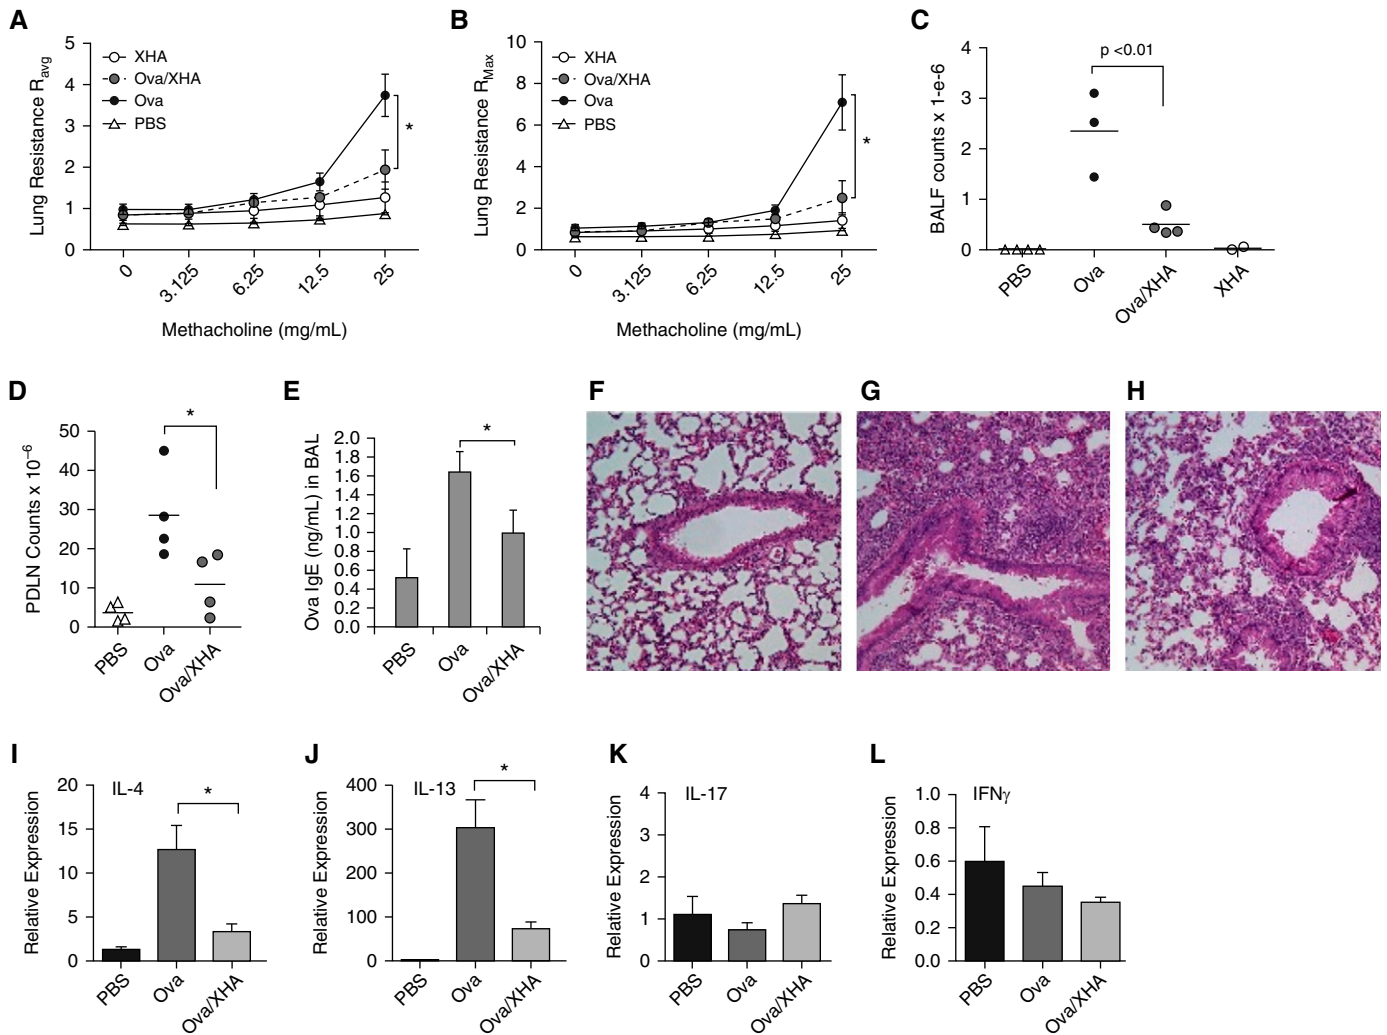 A
Lung Resistance Ravg
5
4
3
2
1
0
XHA
Ova/XHA
Ova
PBS
*
0
3.125
6.25
12.5
25
Methacholine (mg/mL)
B
Lung Resistance RMax
10
8
6
4
2
0
XHA
Ova/XHA
Ova
PBS
*
0
3.125
6.25
12.5
25
Methacholine (mg/mL)
C
BALF counts x 1-e-6
4
3
2
1
0
p <0.01
PBS
Ova
Ova/XHA
XHA
D
PDLN Counts x 10⁻⁶
50
40
30
20
10
0
*
PBS
Ova
Ova/XHA
E
Ova IgE (ng/mL) in BAL
2.0
1.8
1.6
1.4
1.2
1.0
0.8
0.6
0.4
0.2
0.0
*
PBS
Ova
Ova/XHA
F
G
H
I
Relative Expression
20
15
10
5
0
IL-4
*
PBS
Ova
Ova/XHA
J
Relative Expression
400
300
200
100
0
IL-13
*
PBS
Ova
Ova/XHA
K
Relative Expression
4
3
2
1
0
IL-17
PBS
Ova
Ova/XHA
L
Relative Expression
1.0
0.8
0.6
0.4
0.2
0.0
IFNγ
PBS
Ova
Ova/XHA